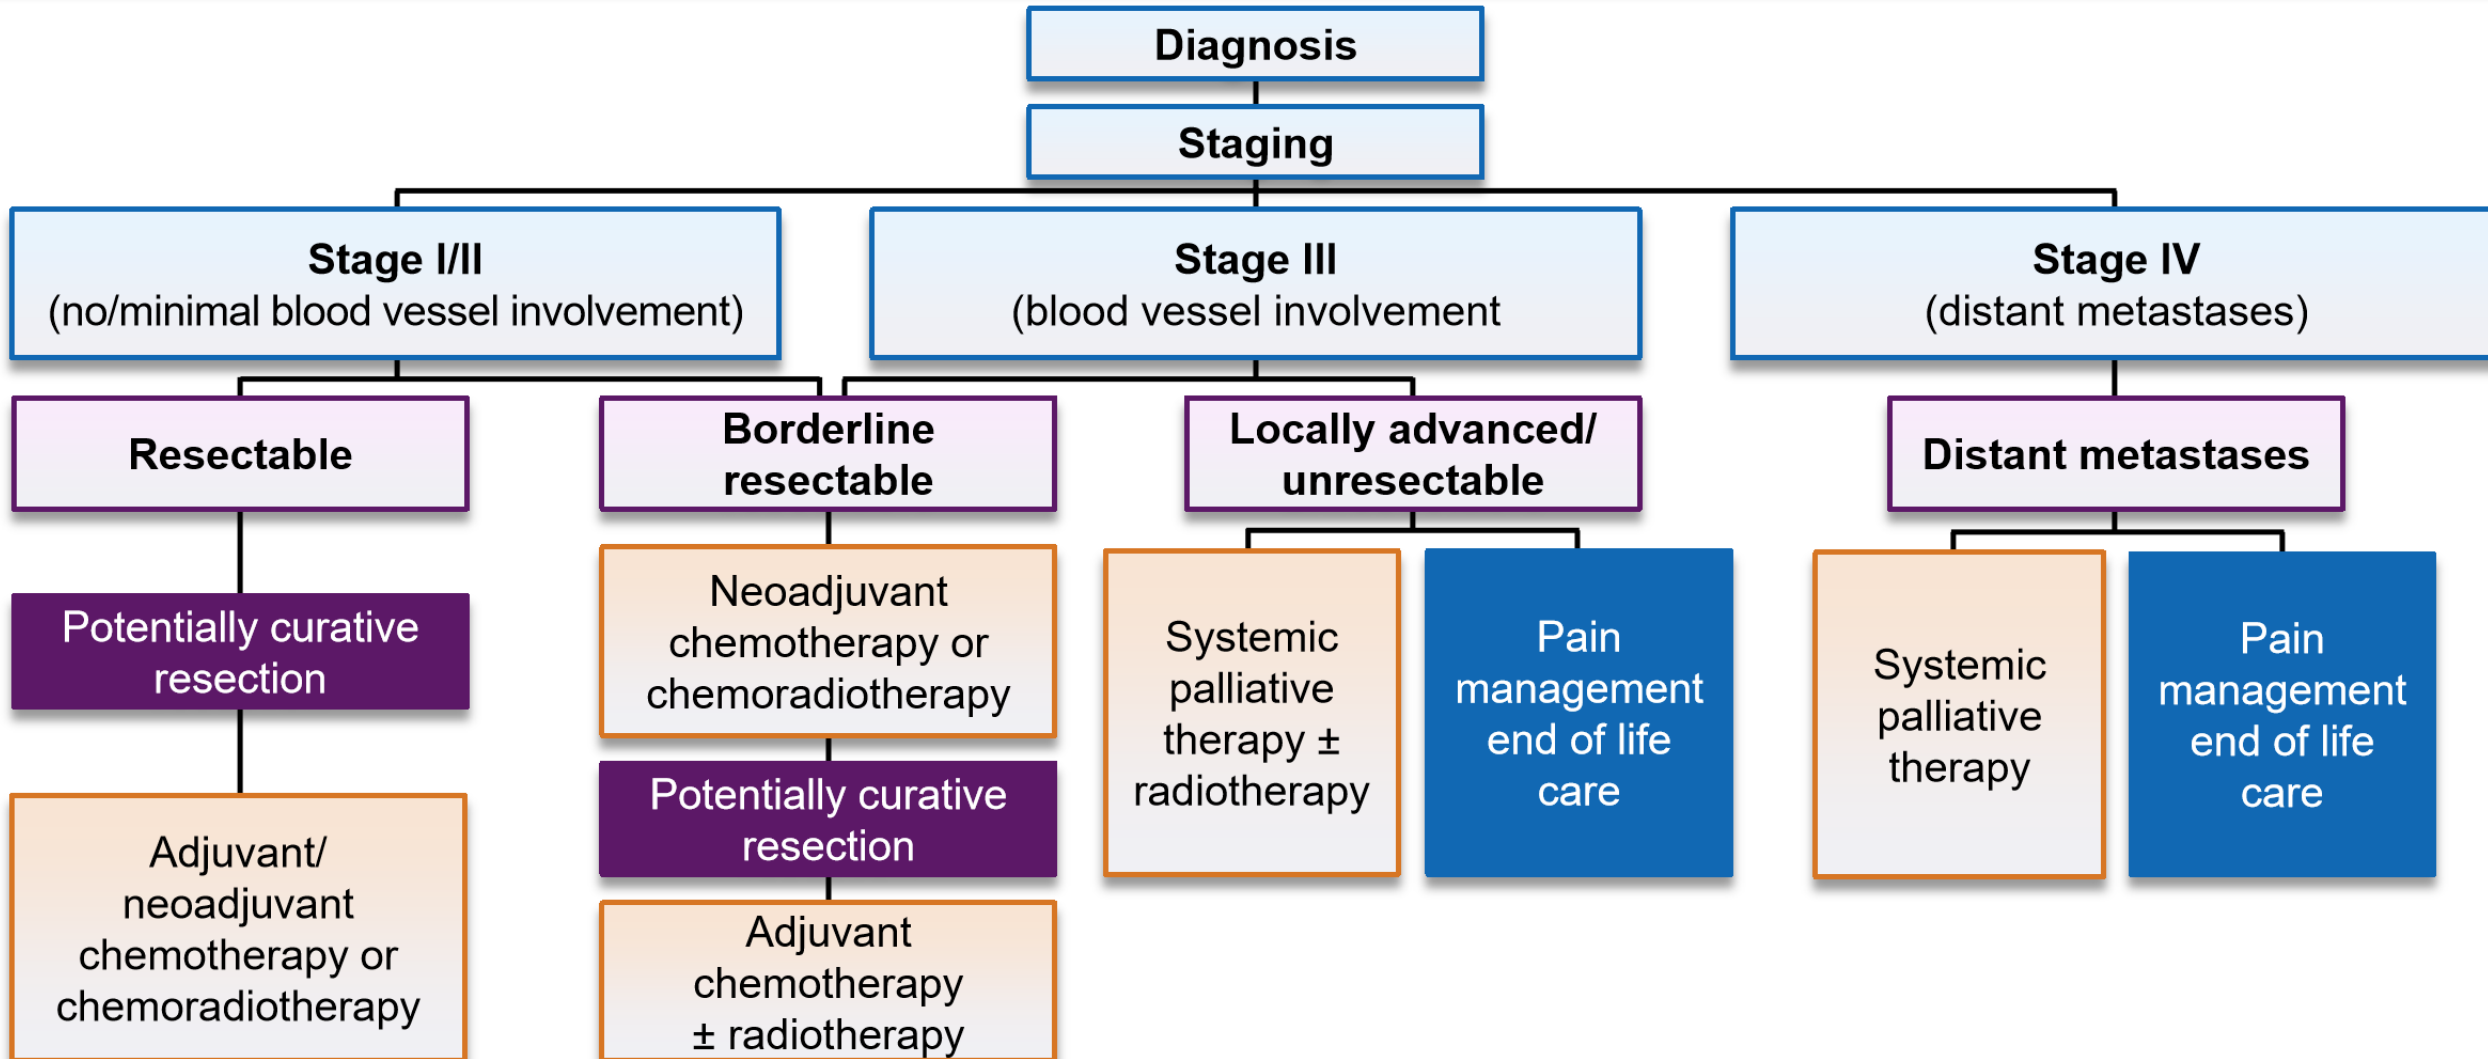 Diagnosis
Staging
Stage I/II
(no/minimal blood vessel involvement)
Stage III
(blood vessel involvement
Stage IV
(distant metastases)
Resectable
Borderline
resectable
Locally advanced/
unresectable
Distant metastases
Potentially curative
resection
Adjuvant/
neoadjuvant
chemotherapy or
chemoradiotherapy
Neoadjuvant
chemotherapy or
chemoradiotherapy
Potentially curative
resection
Adjuvant
chemotherapy
± radiotherapy
Systemic
palliative
therapy ±
radiotherapy
Pain
management
end of life
care
Systemic
palliative
therapy
Pain
management
end of life
care